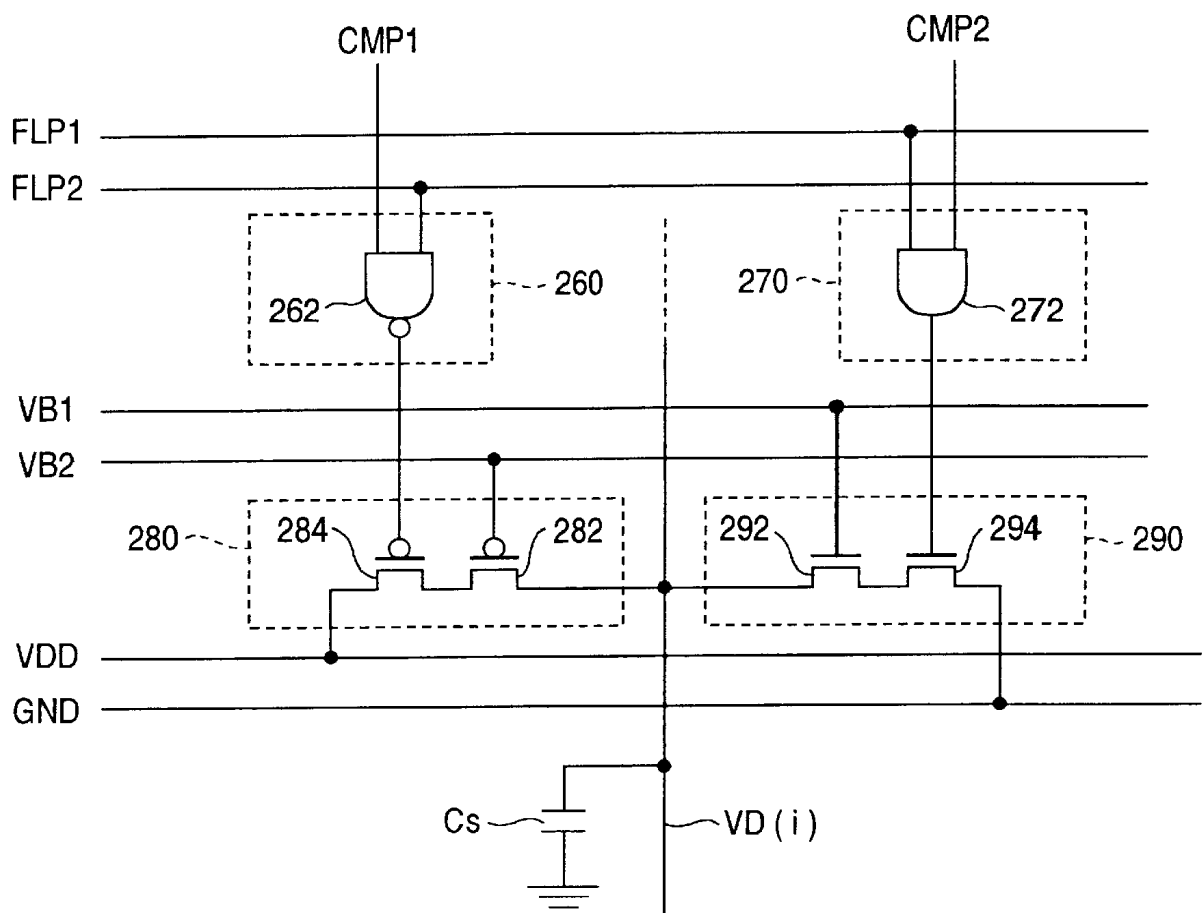 CMP1
CMP2
FLP1
FLP2
262
260
270
272
VB1
VB2
280
284
282
292
294
290
VDD
GND
Cs
VD ( i )